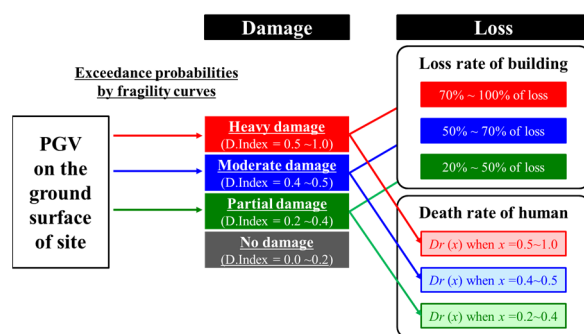 Damage
Loss
Exceedance probabilities
by fragility curves
PGV
on the
ground
surface
of site
Heavy damage
(D.Index = 0.5 ~1.0)
Moderate damage
(D.Index = 0.4 ~0.5)
Partial damage
(D.Index = 0.2 ~0.4)
No damage
(D.Index = 0.0 ~0.2)
Loss rate of building
70% ~ 100% of loss
50% ~ 70% of loss
20% ~ 50% of loss
Death rate of human
Dr (x) when x =0.5~1.0
Dr (x) when x =0.4~0.5
Dr (x) when x =0.2~0.4